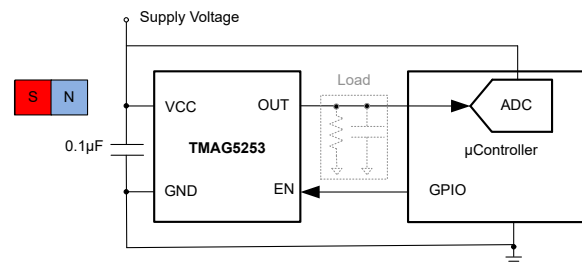 Supply Voltage
Load
S N
VCC
OUT
ADC
0.1µF
TMAG5253
µController
GND
EN
GPIO